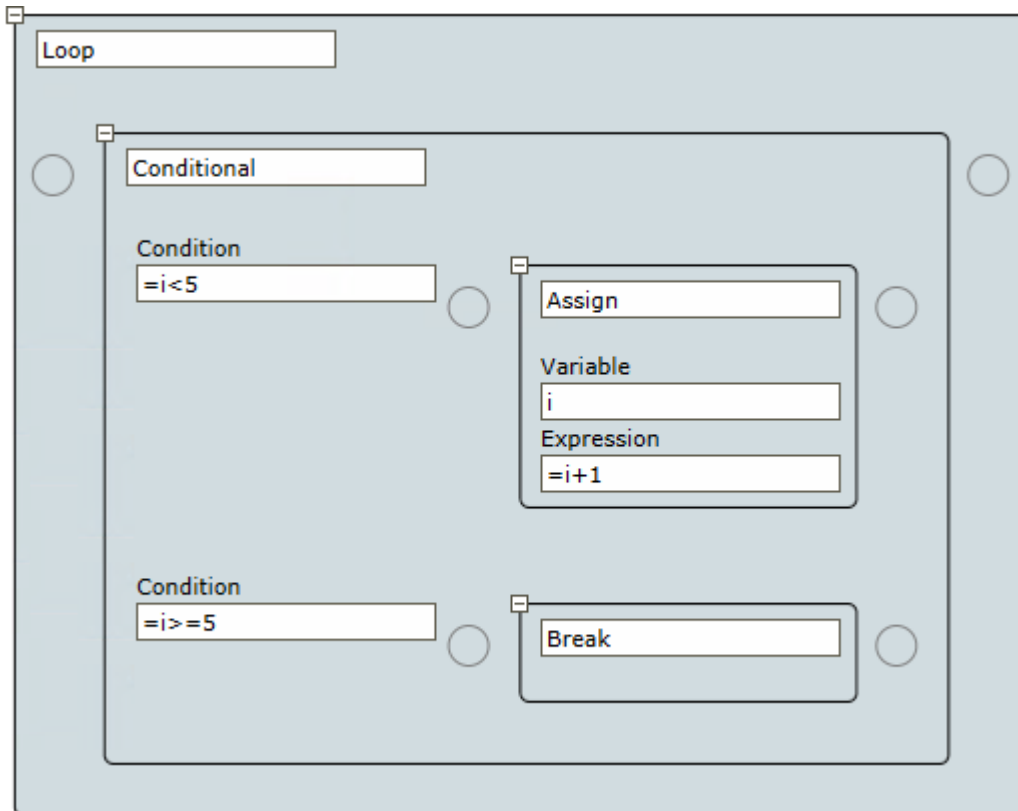 Loop
Conditional
Condition
=i<5
Assign
Variable
i
Expression
=i+1
Condition
=i>=5
Break